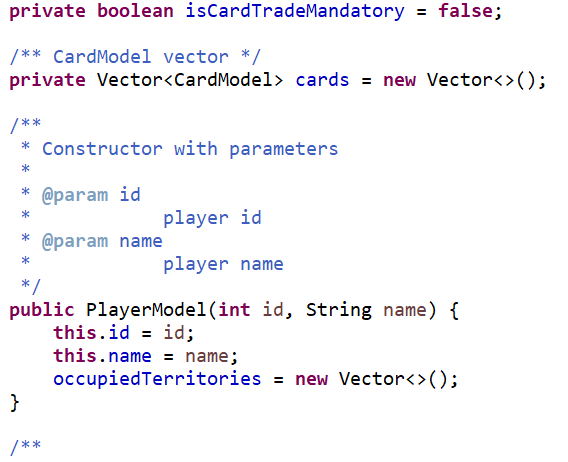 private boolean isCardTradeMandatory = false;
/** CardModel vector */
private Vector<CardModel> cards = new Vector<>();
/**
 * Constructor with parameters
 *
 * @param id
 *            player id
 * @param name
 *            player name
 */
public PlayerModel(int id, String name) {
    this.id = id;
    this.name = name;
    occupiedTerritories = new Vector<>();
}
/**